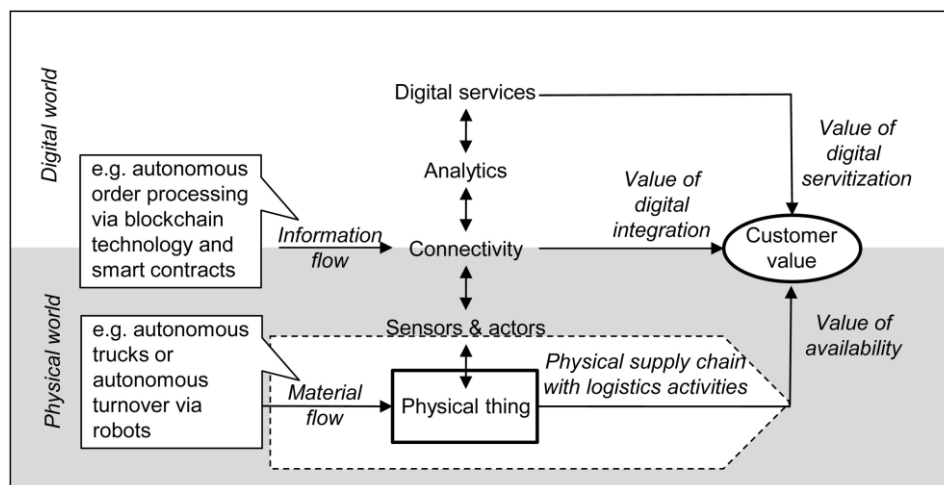 Digital world
Digital services
Value of
digital
servitization
e.g. autonomous
order processing
via blockchain
technology and
smart contracts
Analytics
Value of
digital
integration
Information
flow
Connectivity
Customer
value
Physical world
Sensors & actors
Value of
availability
e.g. autonomous
trucks or
autonomous
turnover via
robots
Material
flow
Physical thing
Physical supply chain
with logistics activities